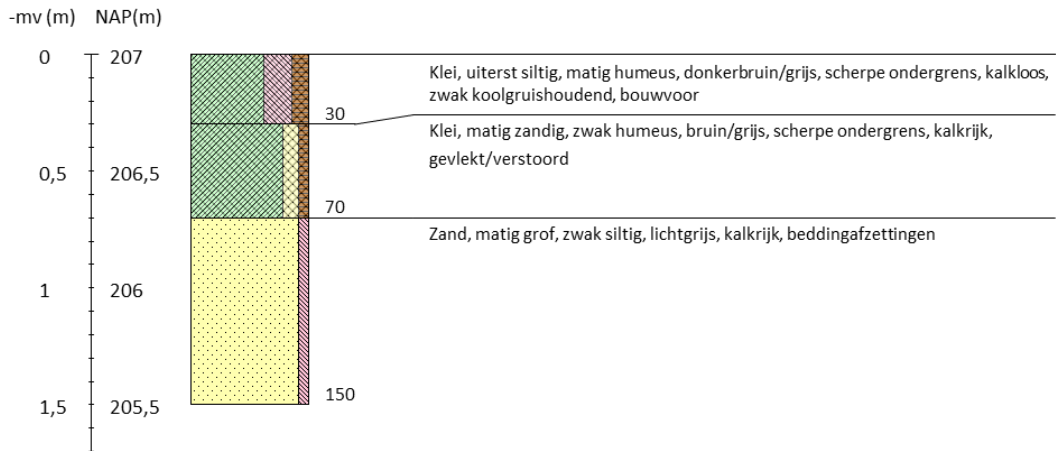 -mv (m) NAP(m)
0 207
Klei, uiterst siltig, matig humeus, donkerbruin/grijs, scherpe ondergrens, kalkloos,
zwak koolgruishoudend, bouwvoor
30
Klei, matig zandig, zwak humeus, bruin/grijs, scherpe ondergrens, kalkrijk,
gevlekt/verstoord
0,5 206,5
70
Zand, matig grof, zwak siltig, lichtgrijs, kalkrijk, beddingafzettingen
1 206
150
1,5 205,5